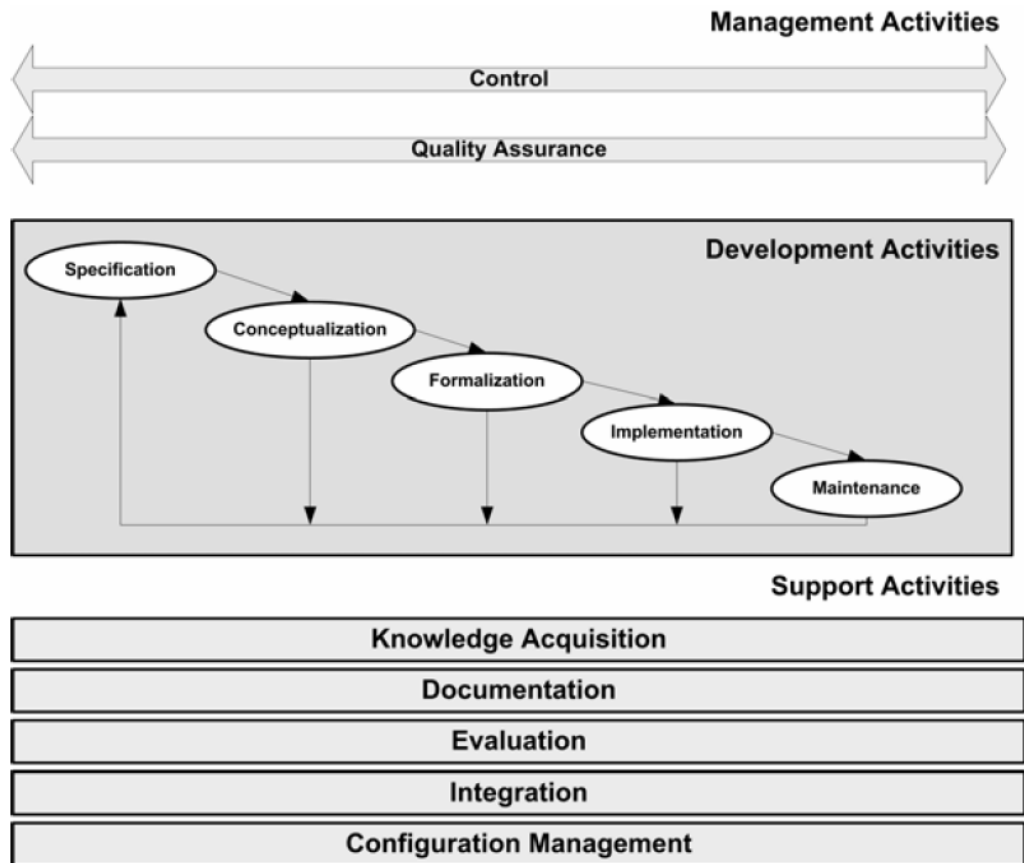 Management Activities
Control
Quality Assurance
Development Activities
Specification
Conceptualization
Formalization
Implementation
Maintenance
Support Activities
Knowledge Acquisition
Documentation
Evaluation
Integration
Configuration Management